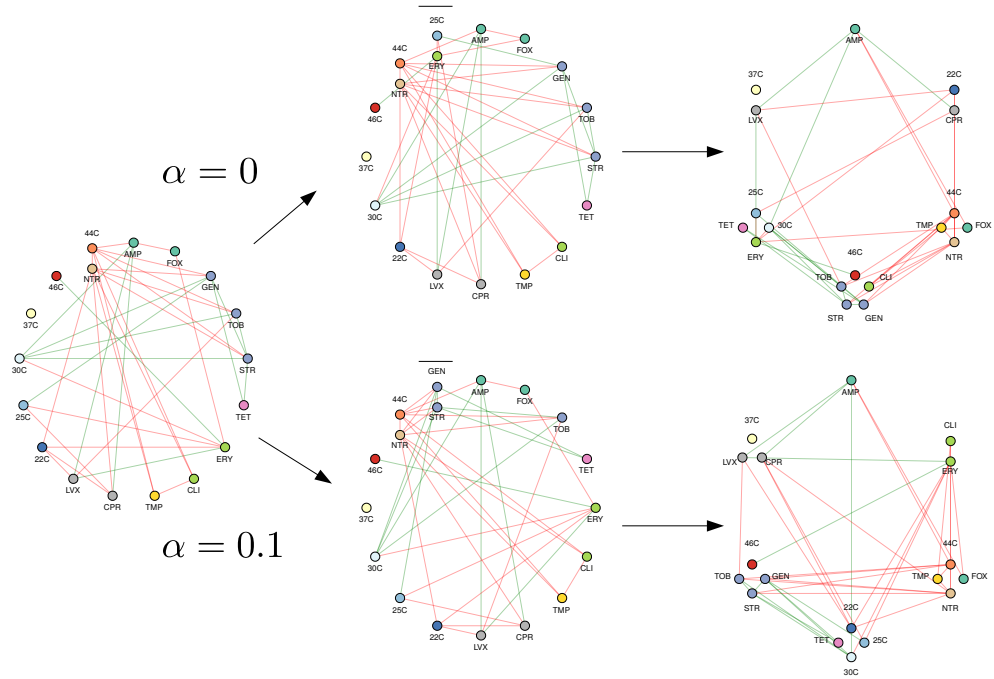 α = 0
α = 0.1
44C
AMP
FOX
NTR
GEN
46C
37C
TOB
30C
STR
25C
TET
22C
ERY
LVX
CLI
CPR
TMP
25C
AMP
44C
FOX
ERY
GEN
NTR
46C
TOB
37C
STR
30C
TET
22C
CLI
LVX
TMP
CPR
GEN
AMP
44C
FOX
STR
TOB
NTR
46C
TET
37C
ERY
30C
CLI
25C
TMP
22C
CPR
LVX
AMP
37C
22C
LVX
CPR
25C
44C
TET
30C
TMP
FOX
ERY
NTR
46C
TOB
CLI
STR
GEN
AMP
37C
CLI
LVX
CPR
ERY
46C
44C
TOB
GEN
TMP
FOX
STR
NTR
22C
TET
25C
30C